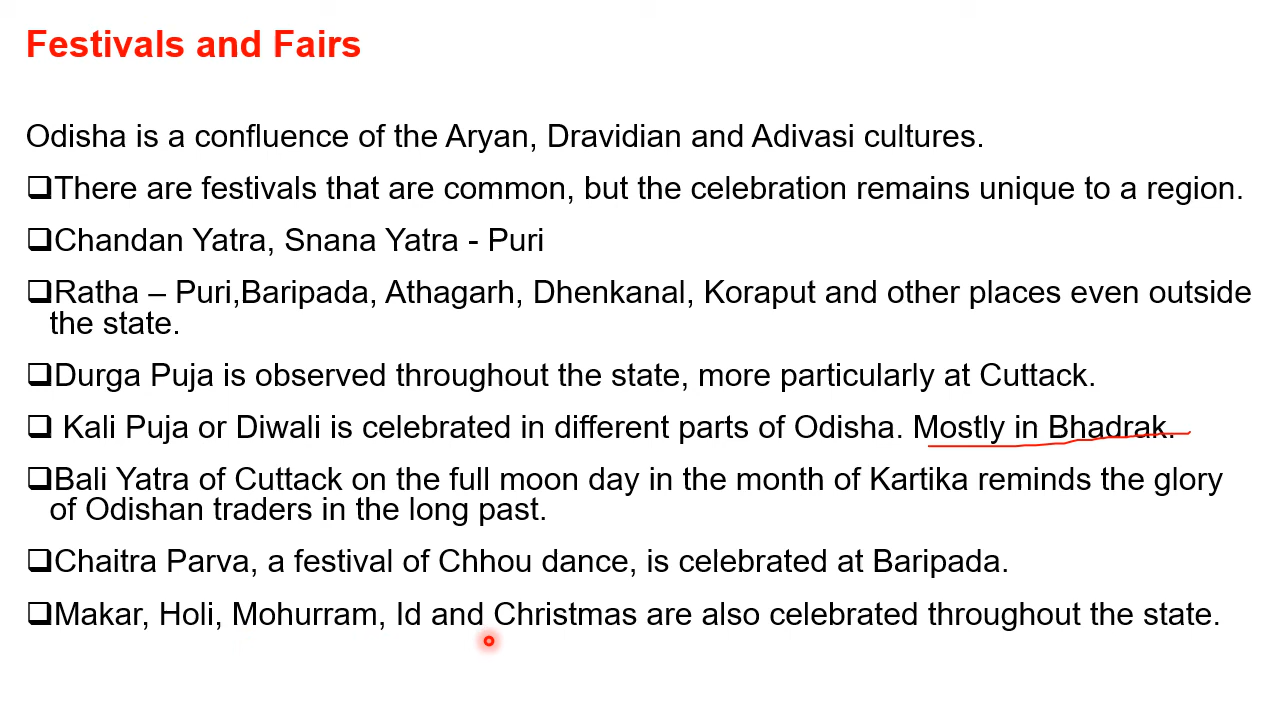 Festivals and Fairs
Odisha is a confluence of the Aryan, Dravidian and Adivasi cultures.
❑There are festivals that are common, but the celebration remains unique to a region.
❑Chandan Yatra, Snana Yatra - Puri
❑Ratha – Puri,Baripada, Athagarh, Dhenkanal, Koraput and other places even outside
the state.
❑Durga Puja is observed throughout the state, more particularly at Cuttack.
❑ Kali Puja or Diwali is celebrated in different parts of Odisha. Mostly in Bhadrak.
❑Bali Yatra of Cuttack on the full moon day in the month of Kartika reminds the glory
of Odishan traders in the long past.
❑Chaitra Parva, a festival of Chhou dance, is celebrated at Baripada.
❑Makar, Holi, Mohurram, Id and Christmas are also celebrated throughout the state.